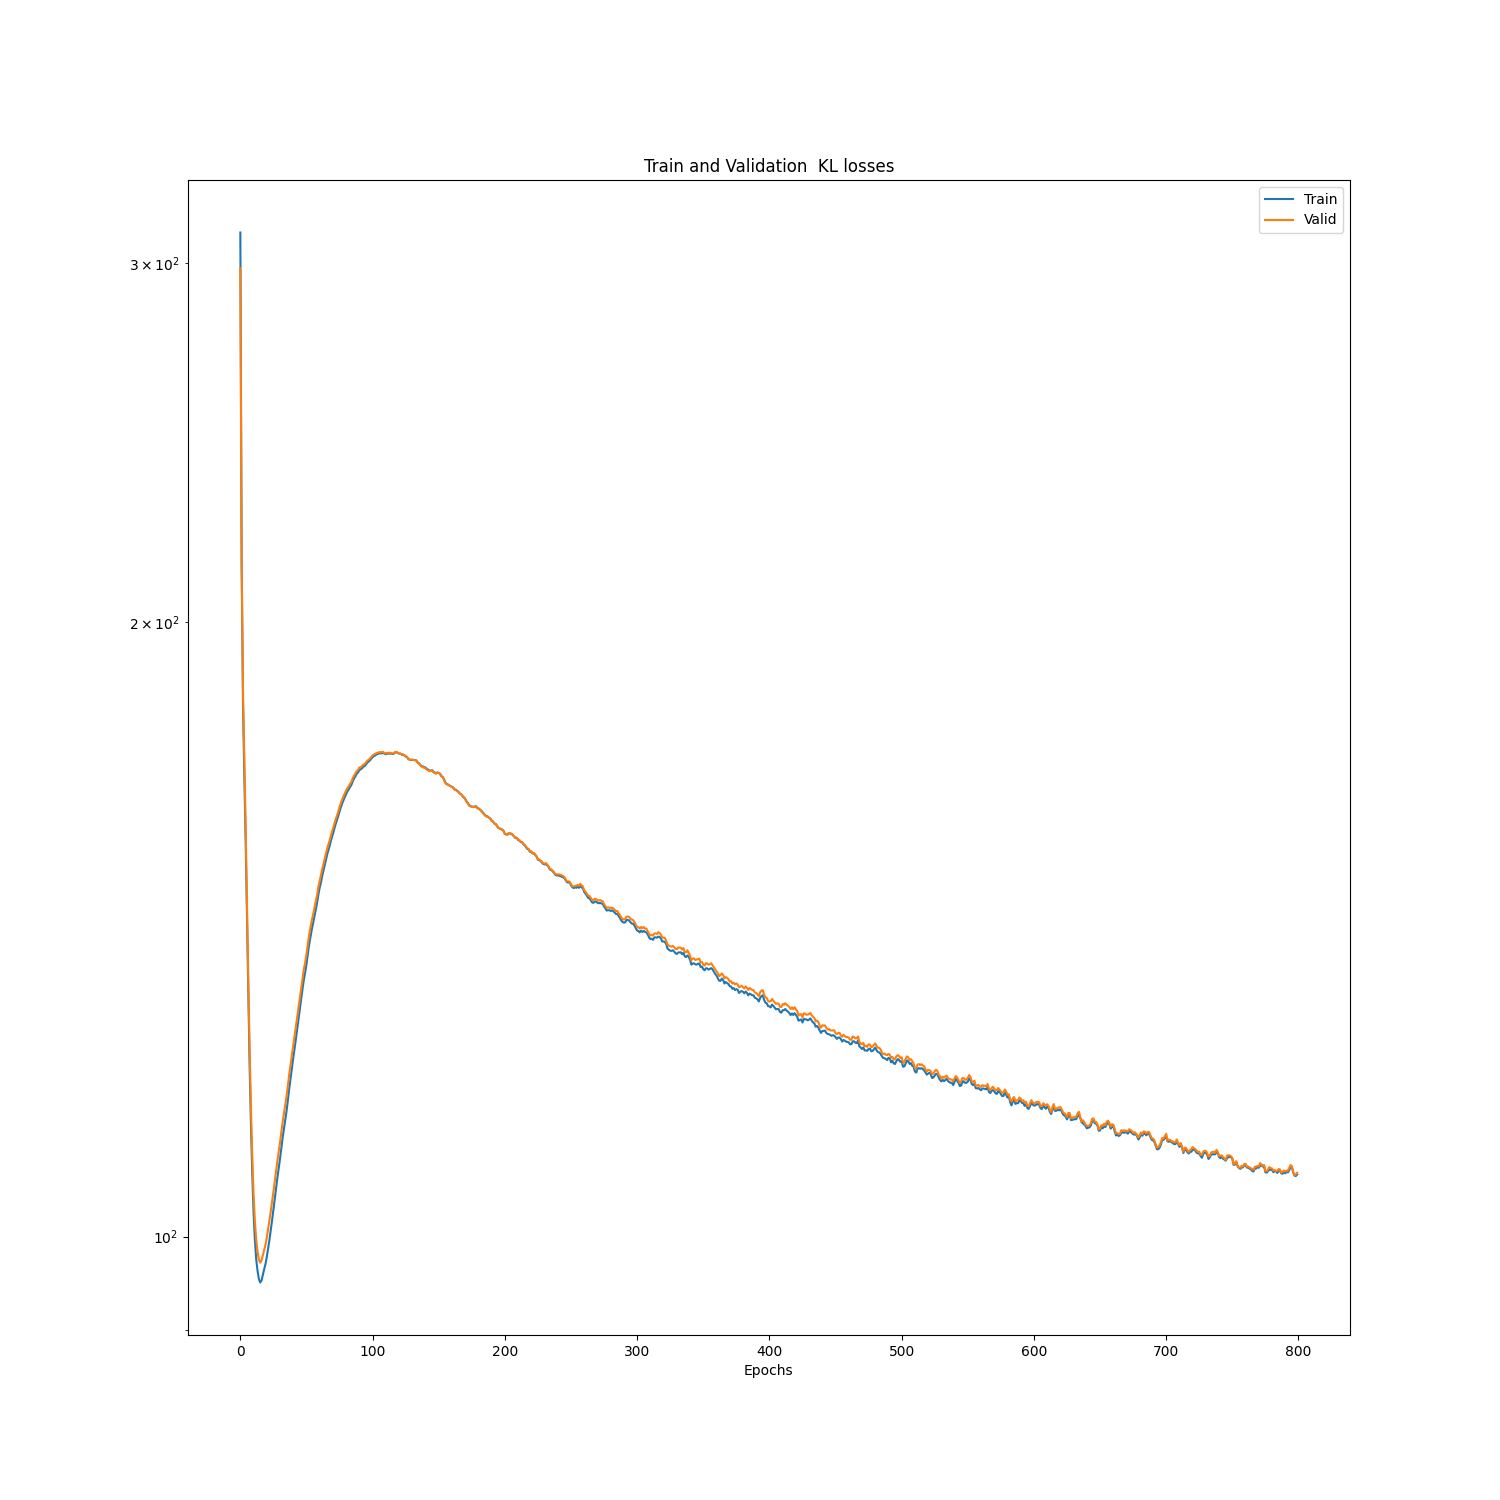 Train and Validation  KL losses
Train
Valid
3 × 10²
2 × 10²
10²
0 100 200 300 400 500 600 700 800
Epochs